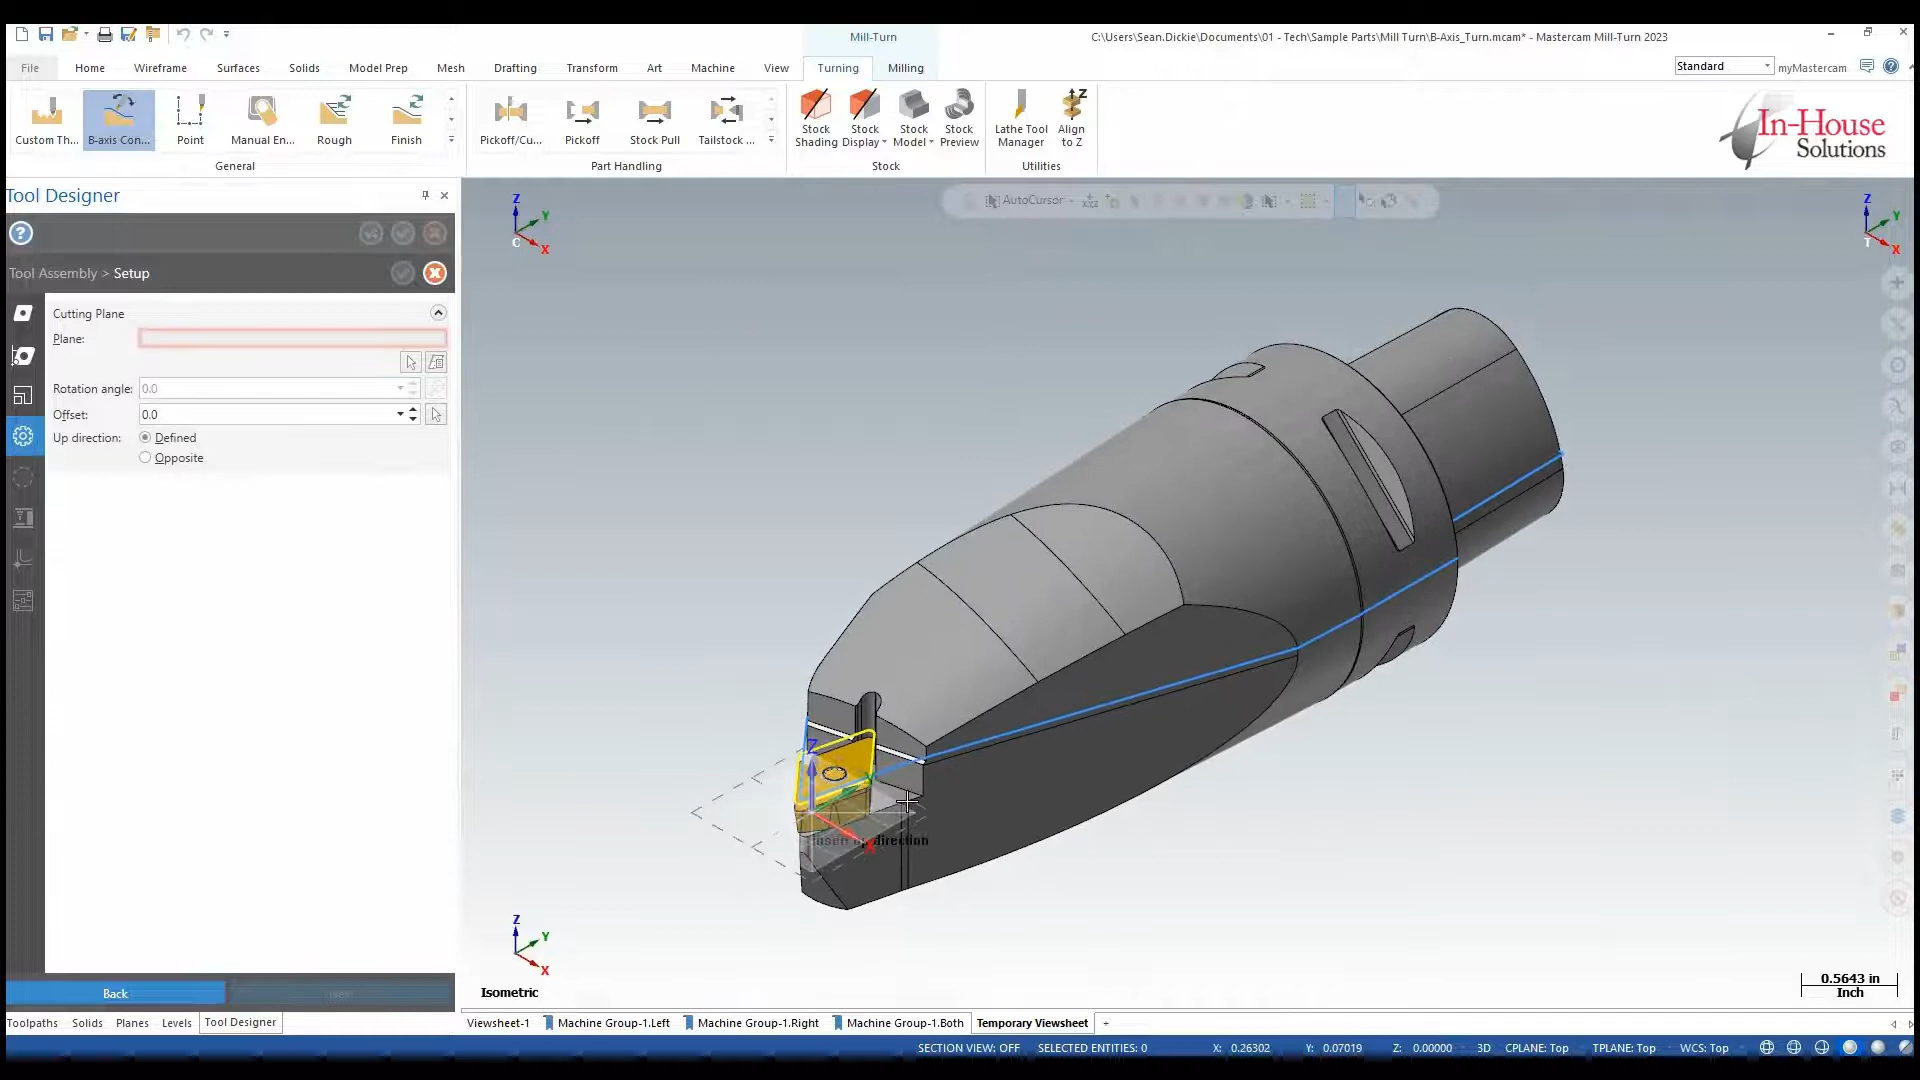 Mill-Turn
C:\Users\Sean.Dickie\Documents\01 - Tech\Sample Parts\Mill Turn\B-Axis_Turn.mcam* - Mastercam Mill-Turn 2023
File Home Wireframe Surfaces Solids Model Prep Mesh Drafting Transform Art Machine View Turning Milling
Standard myMastercam
Custom Th... B-axis Con... Point Manual En... Rough Finish
Pickoff/Cu... Pickoff Stock Pull Tailstock ...
Stock Shading Stock Display Stock Model Stock Preview
Lathe Tool Manager Align to Z
General Part Handling Stock Utilities
In-House
Solutions
Tool Designer
Tool Assembly > Setup
Cutting Plane
Plane:
Rotation angle: 0.0
Offset: 0.0
Up direction: Defined
Opposite
Back
AutoCursor
Z
Y
X
C
Z
Y
X
T
Z
Y
X
Insert up direction
Z
Y
X
Isometric
0.5643 in
Inch
Toolpaths Solids Planes Levels Tool Designer
Viewsheet-1 Machine Group-1.Left Machine Group-1.Right Machine Group-1.Both Temporary Viewsheet +
SECTION VIEW: OFF SELECTED ENTITIES: 0 X: 0.26302 Y: 0.07019 Z: 0.00000 3D CPLANE: Top TPLANE: Top WCS: Top